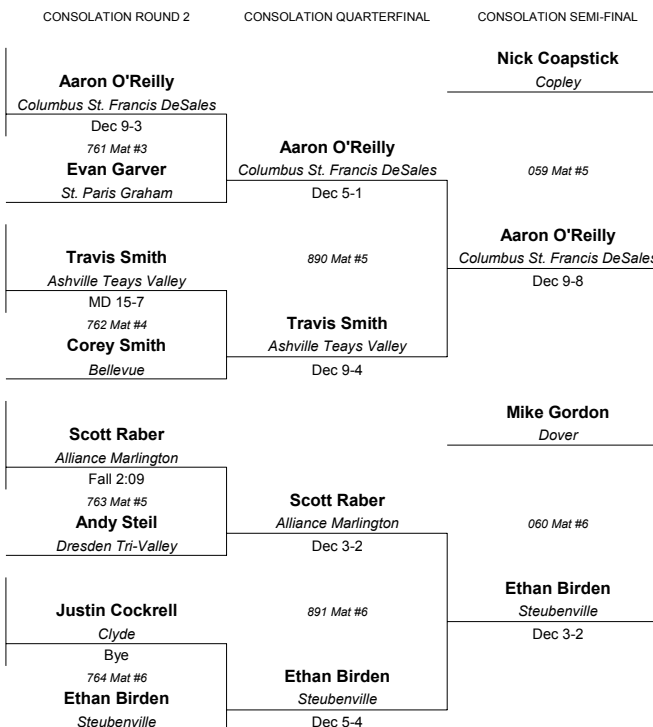 CONSOLATION ROUND 2
CONSOLATION QUARTERFINAL
CONSOLATION SEMI-FINAL
Aaron O'Reilly
Columbus St. Francis DeSales
Dec 9-3
761 Mat #3
Evan Garver
St. Paris Graham
Travis Smith
Ashville Teays Valley
MD 15-7
762 Mat #4
Corey Smith
Bellevue
Scott Raber
Alliance Marlington
Fall 2:09
763 Mat #5
Andy Steil
Dresden Tri-Valley
Justin Cockrell
Clyde
Bye
764 Mat #6
Ethan Birden
Steubenville
Aaron O'Reilly
Columbus St. Francis DeSales
Dec 5-1
890 Mat #5
Travis Smith
Ashville Teays Valley
Dec 9-4
Scott Raber
Alliance Marlington
Dec 3-2
891 Mat #6
Ethan Birden
Steubenville
Dec 5-4
Nick Coapstick
Copley
059 Mat #5
Aaron O'Reilly
Columbus St. Francis DeSales
Dec 9-8
Mike Gordon
Dover
060 Mat #6
Ethan Birden
Steubenville
Dec 3-2